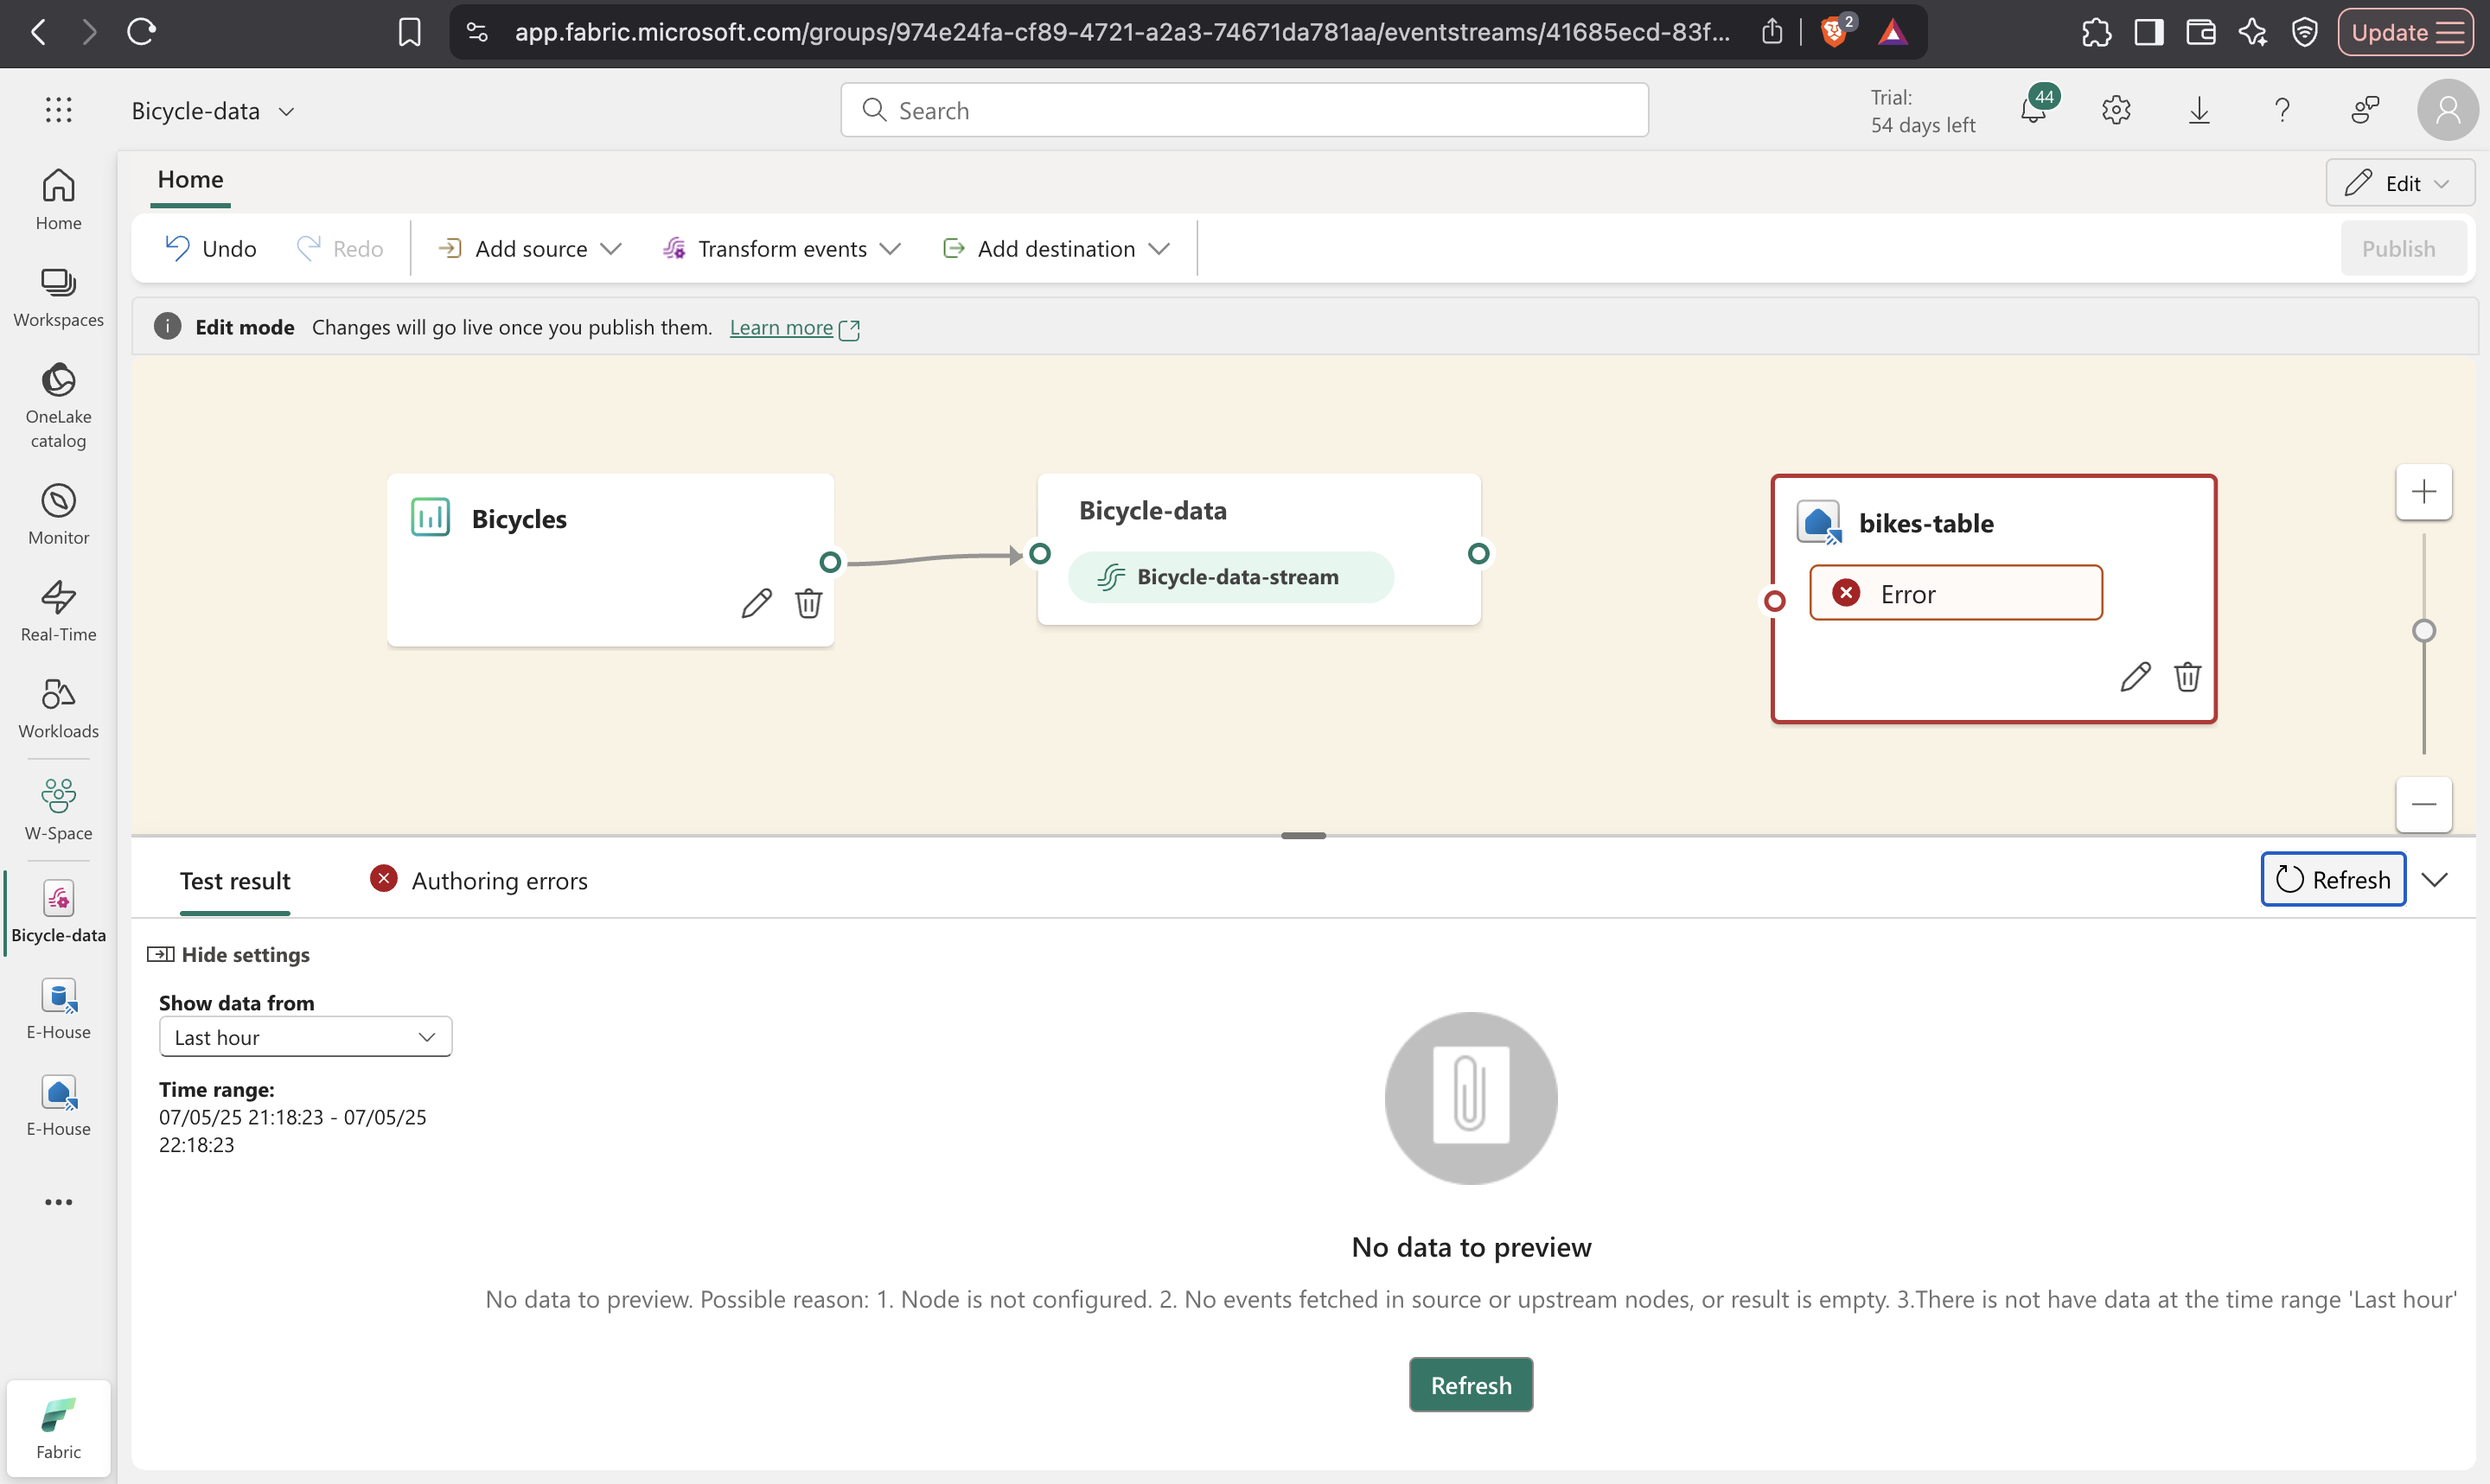 app.fabric.microsoft.com/groups/974e24fa-cf89-4721-a2a3-74671da781aa/eventstreams/41685ecd-83f...
2
Update
Bicycle-data
Search
Trial:
54 days left
44
Home
Workspaces
OneLake
catalog
Monitor
Real-Time
Workloads
W-Space
Bicycle-data
E-House
E-House
Fabric
Home
Edit
Undo
Redo
Add source
Transform events
Add destination
Publish
Edit mode Changes will go live once you publish them. Learn more
Bicycles
Bicycle-data
Bicycle-data-stream
bikes-table
Error
Test result
Authoring errors
Refresh
Hide settings
Show data from
Last hour
Time range:
07/05/25 21:18:23 - 07/05/25
22:18:23
No data to preview
No data to preview. Possible reason: 1. Node is not configured. 2. No events fetched in source or upstream nodes, or result is empty. 3.There is not have data at the time range 'Last hour'
Refresh